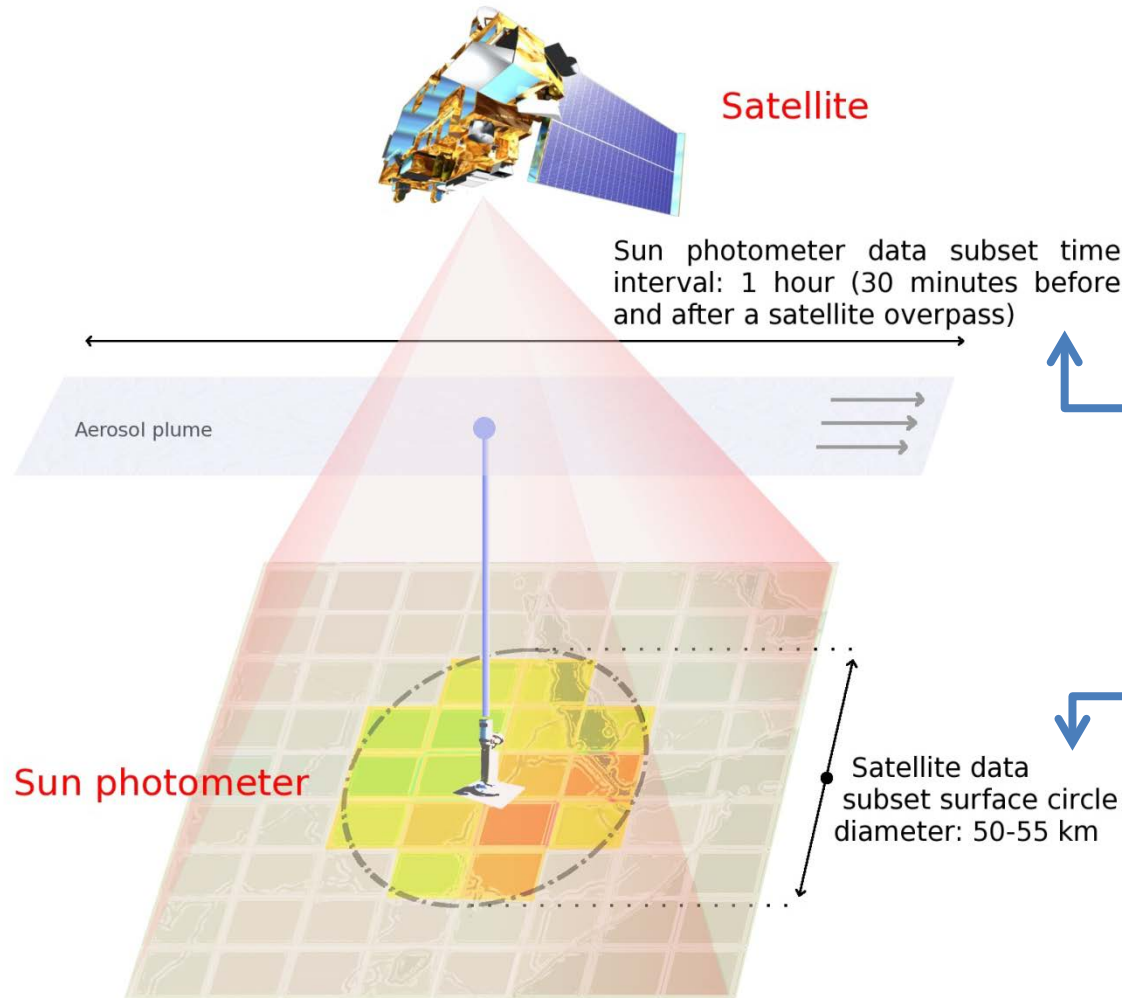 Satellite
Sun photometer data subset time
interval: 1 hour (30 minutes before
and after a satellite overpass)
Aerosol plume
Sun photometer
Satellite data
subset surface circle
diameter: 50-55 km